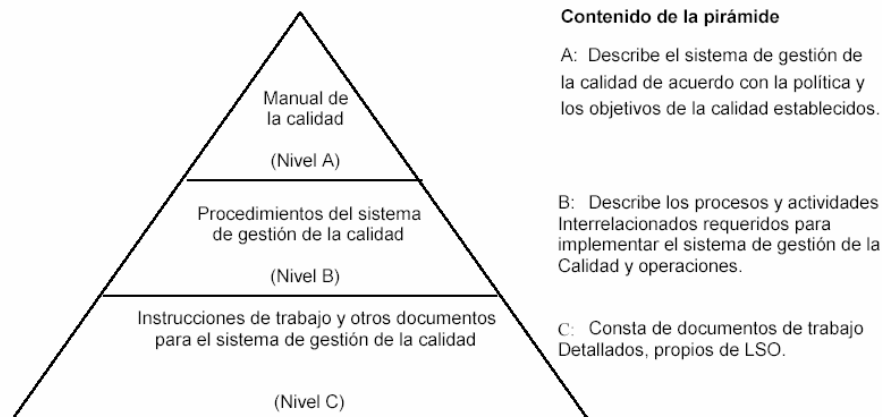 Manual de
la calidad
(Nivel A)
Procedimientos del sistema
de gestión de la calidad
(Nivel B)
Instrucciones de trabajo y otros documentos
para el sistema de gestión de la calidad
(Nivel C)
Contenido de la pirámide
A: Describe el sistema de gestión de
la calidad de acuerdo con la política y
los objetivos de la calidad establecidos.
B: Describe los procesos y actividades
Interrelacionados requeridos para
implementar el sistema de gestión de la
Calidad y operaciones.
C: Consta de documentos de trabajo
Detallados, propios de LSO.